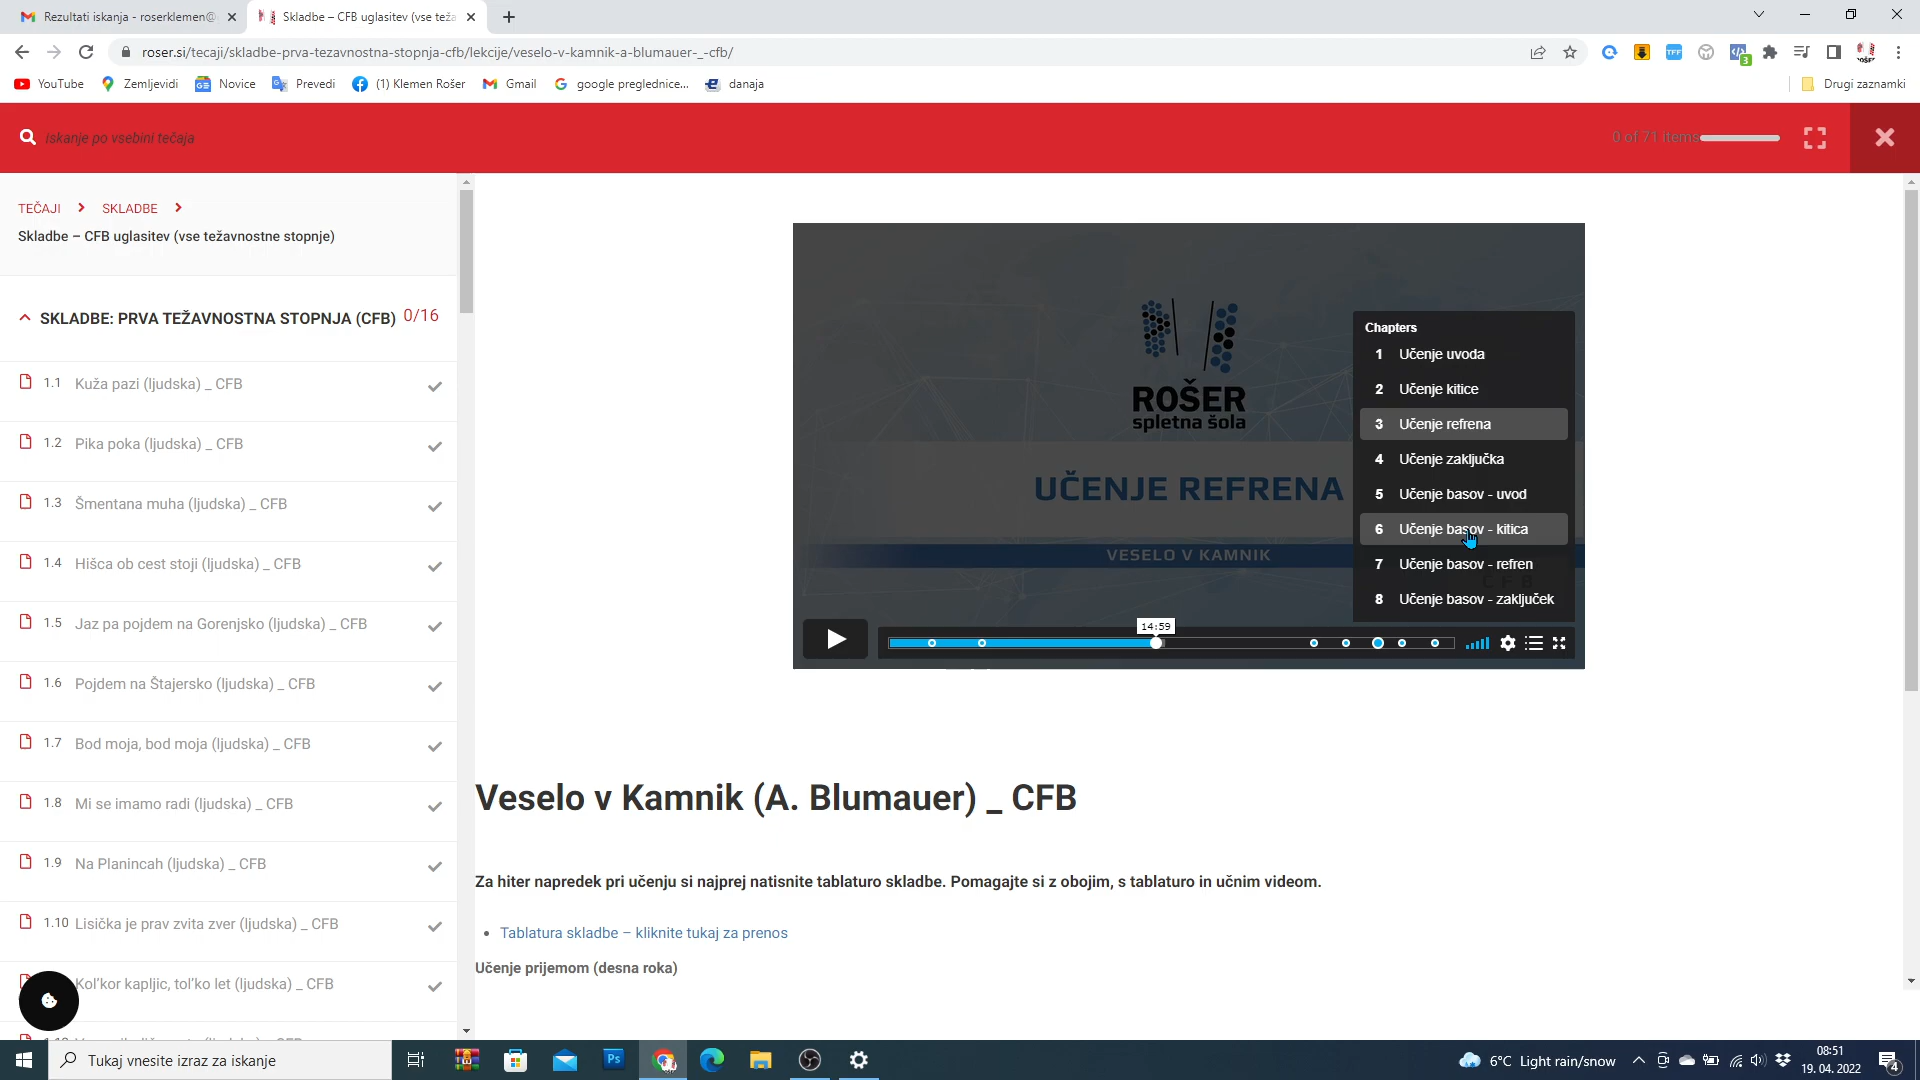 Rezultati iskanja - roserklemen@
Skladbe – CFB uglasitev (vse teža
roser.si/tecaji/skladbe-prva-tezavnostna-stopnja-cfb/lekcije/veselo-v-kamnik-a-blumauer-_-cfb/
YouTube
Zemljevidi
Novice
Prevedi
(1) Klemen Rošer
Gmail
google preglednice...
danaja
Drugi zaznamki
iskanje po vsebini tečaja
0 of 71 items
TEČAJI
SKLADBE
Skladbe – CFB uglasitev (vse težavnostne stopnje)
SKLADBE: PRVA TEŽAVNOSTNA STOPNJA (CFB) 0/16
1.1 Kuža pazi (ljudska) _ CFB
1.2 Pika poka (ljudska) _ CFB
1.3 Šmentana muha (ljudska) _ CFB
1.4 Hišca ob cest stoji (ljudska) _ CFB
1.5 Jaz pa pojdem na Gorenjsko (ljudska) _ CFB
1.6 Pojdem na Štajersko (ljudska) _ CFB
1.7 Bod moja, bod moja (ljudska) _ CFB
1.8 Mi se imamo radi (ljudska) _ CFB
1.9 Na Planincah (ljudska) _ CFB
1.10 Lisička je prav zvita zver (ljudska) _ CFB
Kol’kor kapljic, tol’ko let (ljudska) _ CFB
ROŠER
spletna šola
UČENJE REFRENA
VESELO V KAMNIK
CFB
Chapters
1 Učenje uvoda
2 Učenje kitice
3 Učenje refrena
4 Učenje zaključka
5 Učenje basov - uvod
6 Učenje basov - kitica
7 Učenje basov - refren
8 Učenje basov - zaključek
14:59
Veselo v Kamnik (A. Blumauer) _ CFB
Za hiter napredek pri učenju si najprej natisnite tablaturo skladbe. Pomagajte si z obojim, s tablaturo in učnim videom.
Tablatura skladbe – kliknite tukaj za prenos
Učenje prijemom (desna roka)
Tukaj vnesite izraz za iskanje
Ps
6°C Light rain/snow
08:51
19. 04. 2022
4